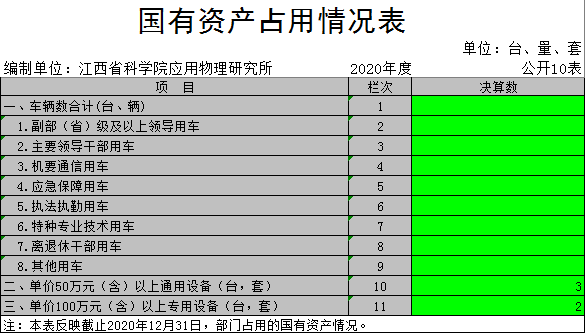 国有资产占用情况表
单位：台、量、套
编制单位：江西省科学院应用物理研究所 2020年度 公开10表
项 目 栏次 决算数
一、车辆数合计(台、辆) 1
1.副部（省）级及以上领导用车 2
2.主要领导干部用车 3
3.机要通信用车 4
4.应急保障用车 5
5.执法执勤用车 6
6.特种专业技术用车 7
7.离退休干部用车 8
8.其他用车 9
二、单价50万元（含）以上通用设备（台，套） 10 3
三、单价100万元（含）以上专用设备（台，套） 11 2
注：本表反映截止2020年12月31日，部门占用的国有资产情况。